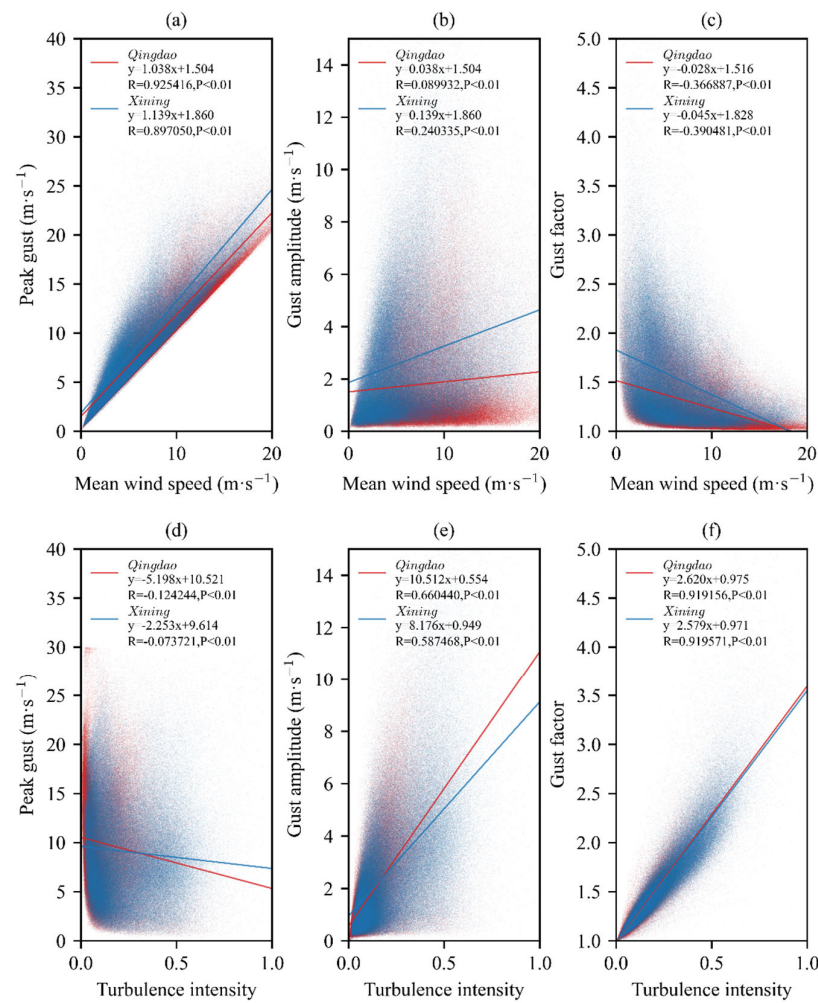 (a)
(b)
(c)
40
35
30
25
20
15
10
5
0
Peak gust (m·s⁻¹)
Qingdao
y=1.038x+1.504
R=0.925416,P<0.01
Xining
y=1.139x+1.860
R=0.897050,P<0.01
0
10
20
Mean wind speed (m·s⁻¹)
14
12
10
8
6
4
2
0
Gust amplitude (m·s⁻¹)
Qingdao
y=0.038x+1.504
R=0.089932,P<0.01
Xining
y=0.139x+1.860
R=0.240335,P<0.01
0
10
20
Mean wind speed (m·s⁻¹)
5.0
4.5
4.0
3.5
3.0
2.5
2.0
1.5
1.0
Gust factor
Qingdao
y=-0.028x+1.516
R=-0.366887,P<0.01
Xining
y=-0.045x+1.828
R=-0.390481,P<0.01
0
10
20
Mean wind speed (m·s⁻¹)
(d)
(e)
(f)
40
35
30
25
20
15
10
5
0
Peak gust (m·s⁻¹)
Qingdao
y=-5.198x+10.521
R=-0.124244,P<0.01
Xining
y=-2.253x+9.614
R=-0.073721,P<0.01
0.0
0.5
1.0
Turbulence intensity
14
12
10
8
6
4
2
0
Gust amplitude (m·s⁻¹)
Qingdao
y=10.512x+0.554
R=0.660440,P<0.01
Xining
y=8.176x+0.949
R=0.587468,P<0.01
0.0
0.5
1.0
Turbulence intensity
5.0
4.5
4.0
3.5
3.0
2.5
2.0
1.5
1.0
Gust factor
Qingdao
y=2.620x+0.975
R=0.919156,P<0.01
Xining
y=2.579x+0.971
R=0.919571,P<0.01
0.0
0.5
1.0
Turbulence intensity